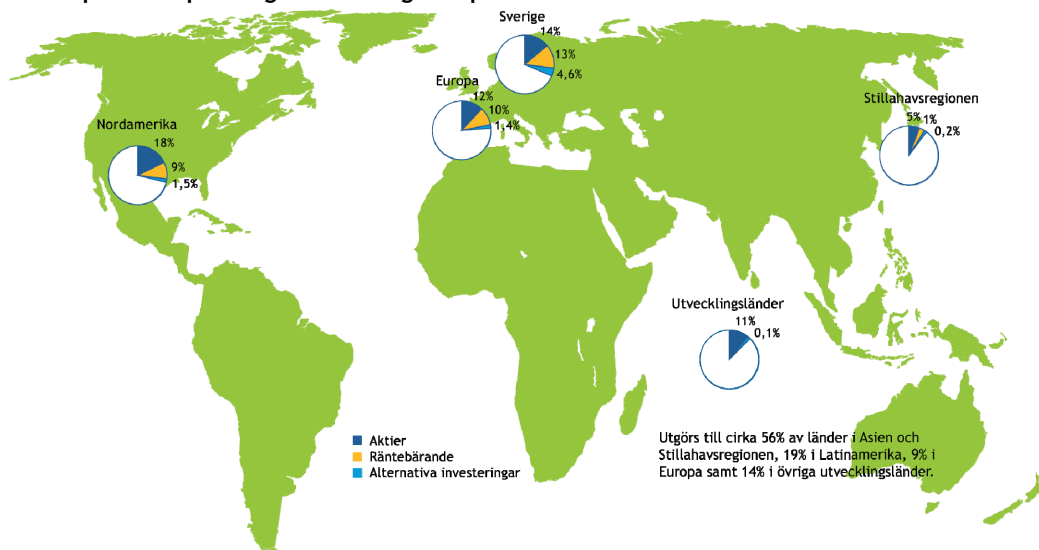 Sverige
14%
13%
4,6%
Europa
12%
10%
1,4%
Stillahavsregionen
5%
1%
0,2%
Nordamerika
18%
9%
1,5%
Utvecklingsländer
11%
0,1%
Aktier
Räntebärande
Alternativa investeringar
Utgörs till cirka 56% av länder i Asien och
Stillahavsregionen, 19% i Latinamerika, 9% i
Europa samt 14% i övriga utvecklingsländer.